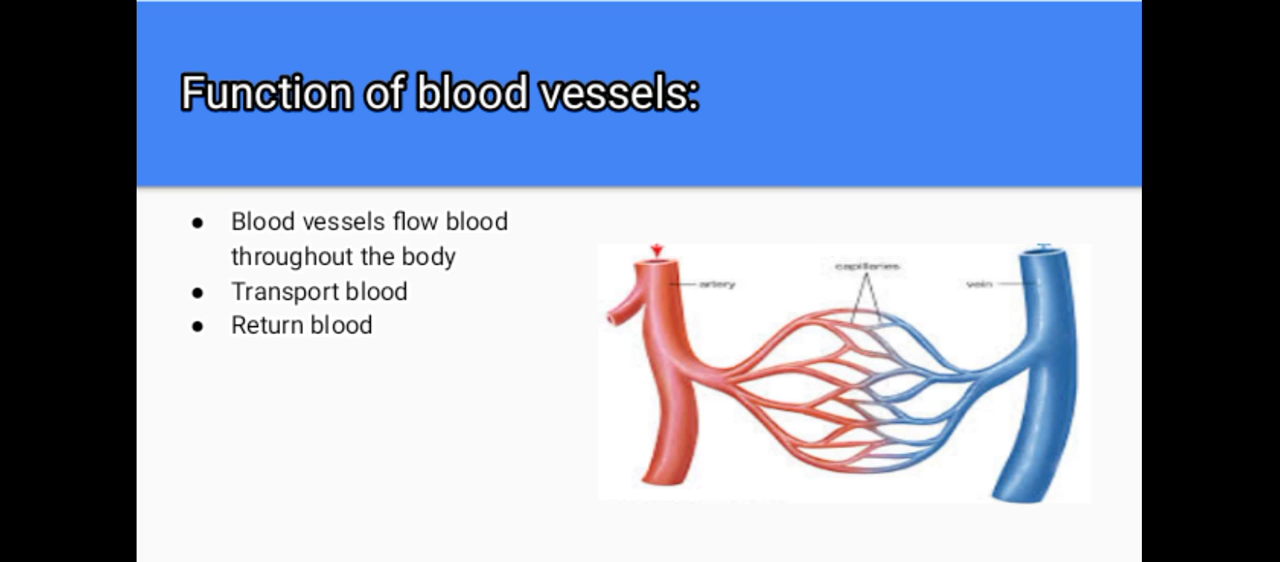 Function of blood vessels:
● Blood vessels flow blood
throughout the body
● Transport blood
● Return blood
artery
capillaries
vein